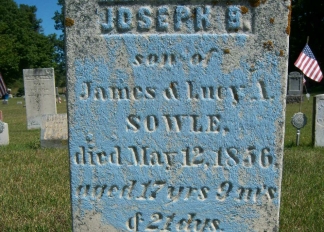 JOSEPH B.
son of
James & Lucy A.
SOWLE,
died May 12, 1856,
aged 17 yrs 9 m's
& 21 dys.